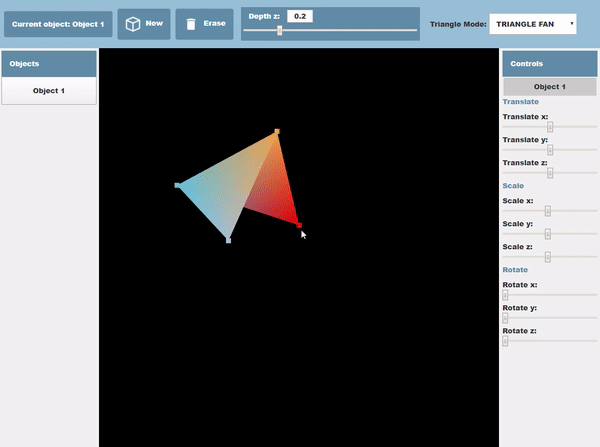 Current object: Object 1
New
Erase
Depth z: 0.2
Triangle Mode: TRIANGLE FAN
Objects
Object 1
Controls
Object 1
Translate
Translate x:
Translate y:
Translate z:
Scale
Scale x:
Scale y:
Scale z:
Rotate
Rotate x:
Rotate y:
Rotate z: